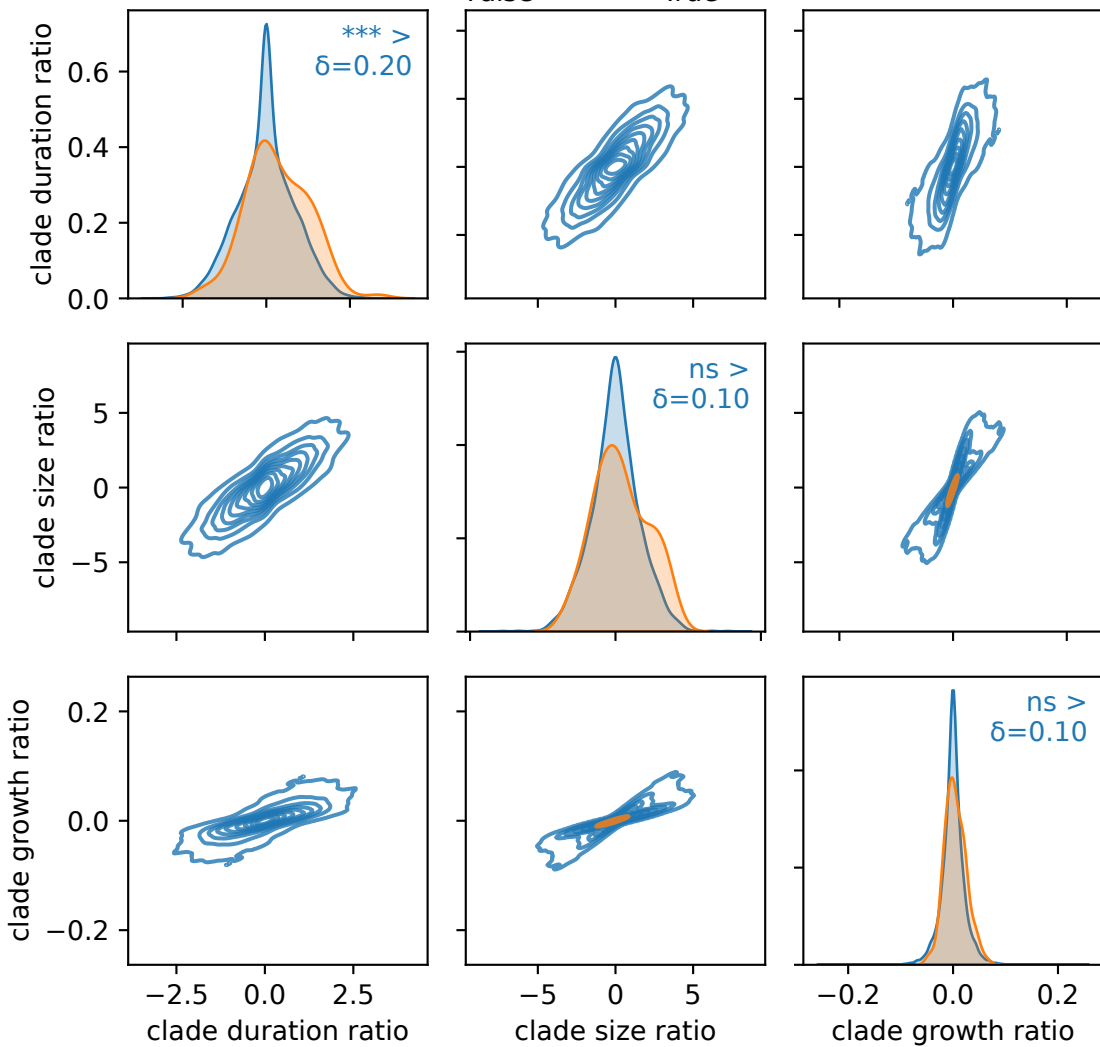 clade duration ratio
0.6
0.4
0.2
0.0
*** >
δ=0.20
clade size ratio
5
0
−5
ns >
δ=0.10
clade growth ratio
0.2
0.0
−0.2
ns >
δ=0.10
−2.5 0.0 2.5
−5 0 5
−0.2 0.0 0.2
clade duration ratio
clade size ratio
clade growth ratio